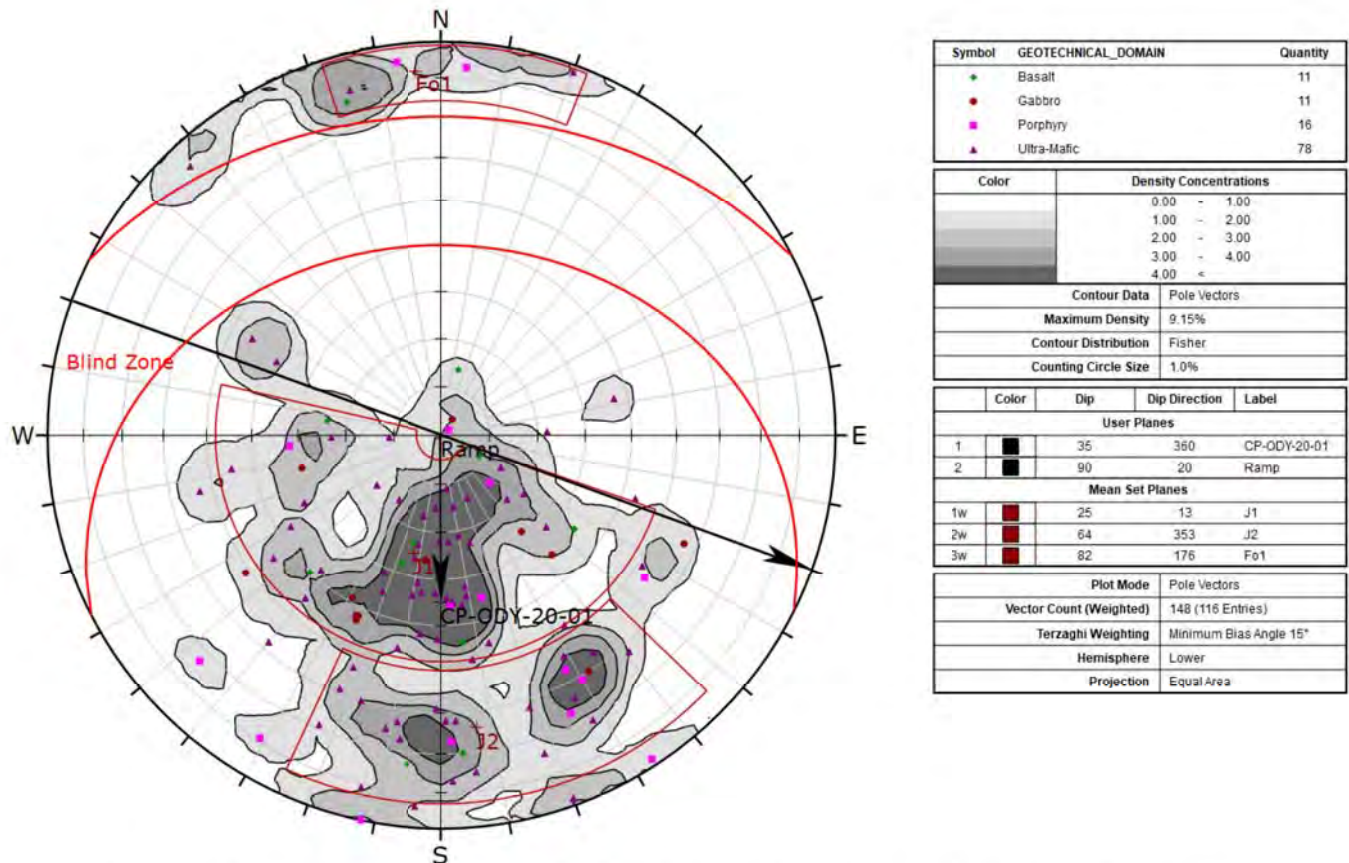 N
Fo1
Blind Zone
W
E
Ramp
J1
CP-ODY-20-01
J2
S
Symbol GEOTECHNICAL_DOMAIN Quantity
Basalt 11
Gabbro 11
Porphyry 16
Ultra-Mafic 78
Color Density Concentrations
0.00 - 1.00
1.00 - 2.00
2.00 - 3.00
3.00 - 4.00
4.00 <
Contour Data Pole Vectors
Maximum Density 9.15%
Contour Distribution Fisher
Counting Circle Size 1.0%
Color Dip Dip Direction Label
User Planes
1 35 360 CP-ODY-20-01
2 90 20 Ramp
Mean Set Planes
1w 25 13 J1
2w 64 353 J2
3w 82 176 Fo1
Plot Mode Pole Vectors
Vector Count (Weighted) 148 (116 Entries)
Terzaghi Weighting Minimum Bias Angle 15°
Hemisphere Lower
Projection Equal Area